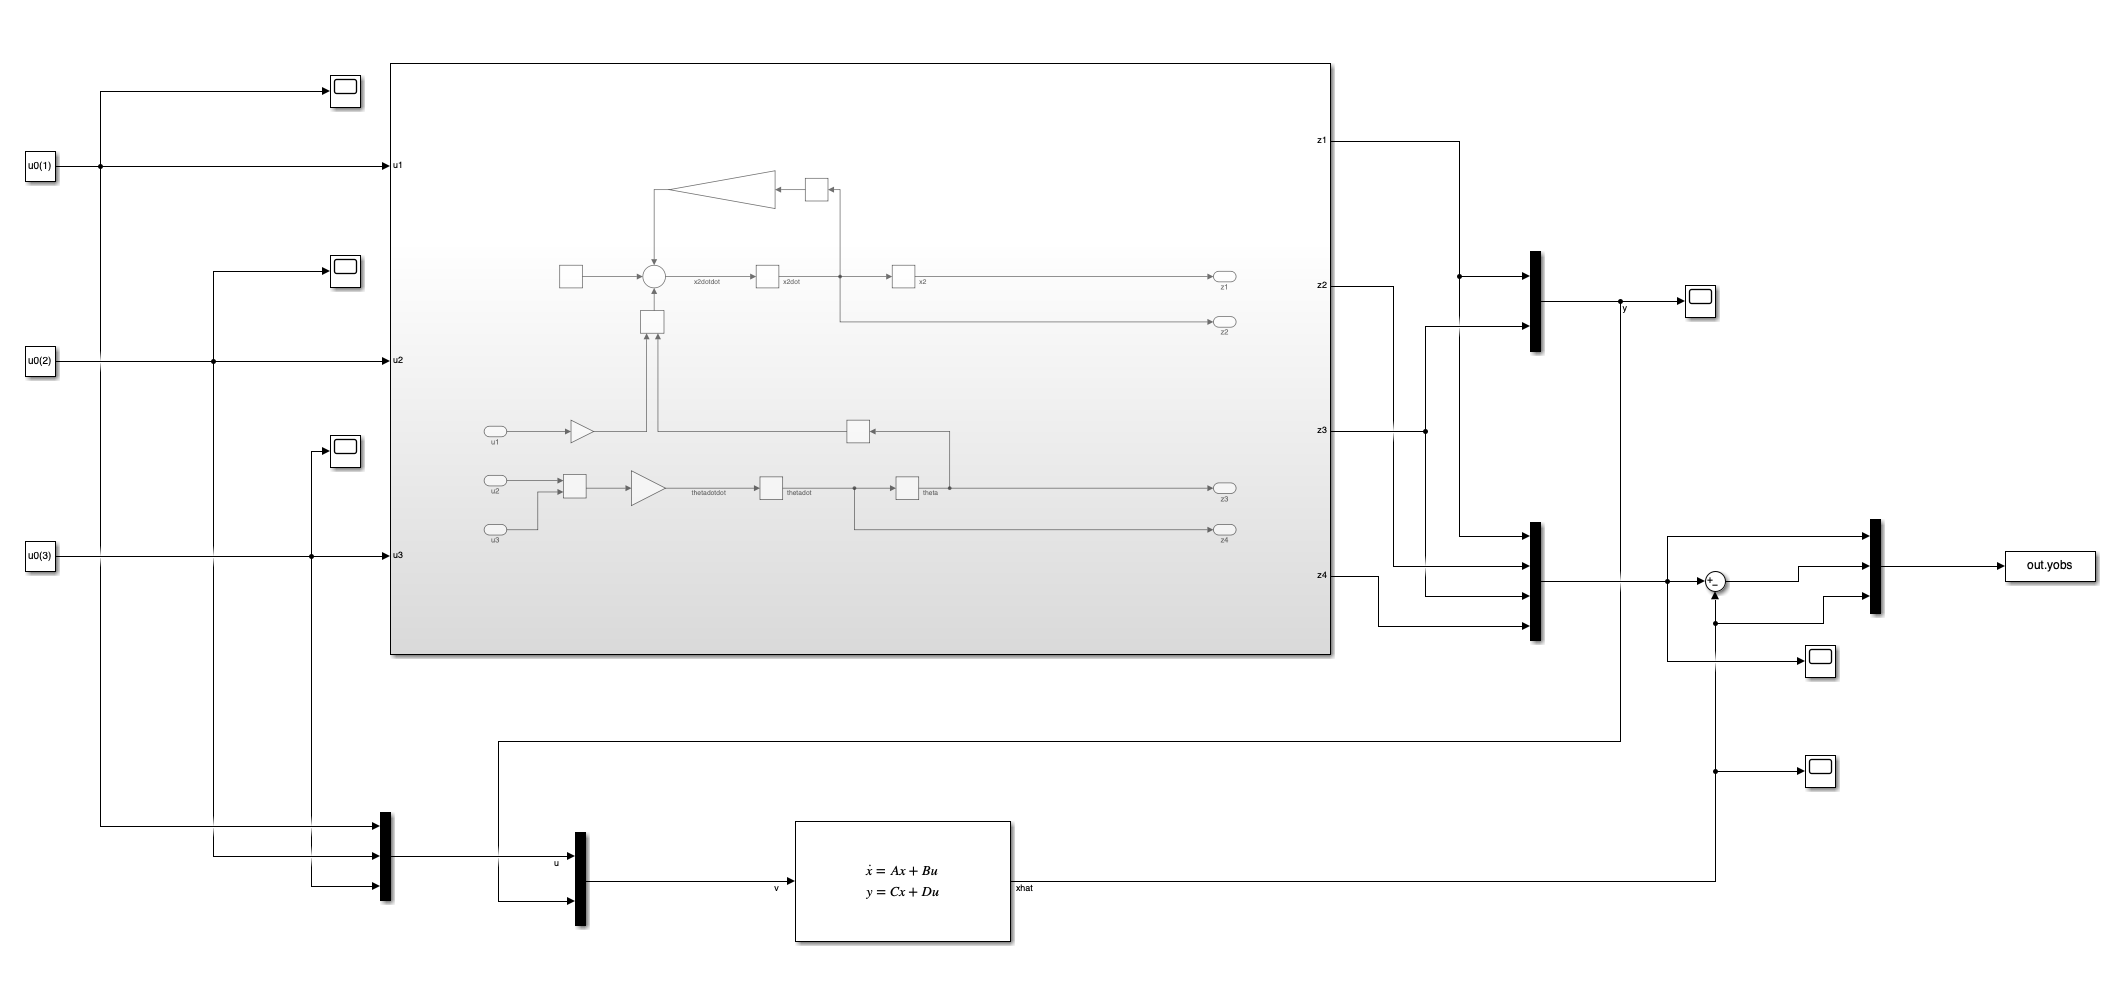 u0(1)
u1
z1
u0(2)
u2
z2
x2dotdot
x2dot
x2
z1
z2
y
u1
z3
u2
thetadotdot
thetadot
theta
z3
u3
z4
u0(3)
u3
z4
+
−
out.yobs
u
v
ẋ = Ax + Bu
y = Cx + Du
xhat